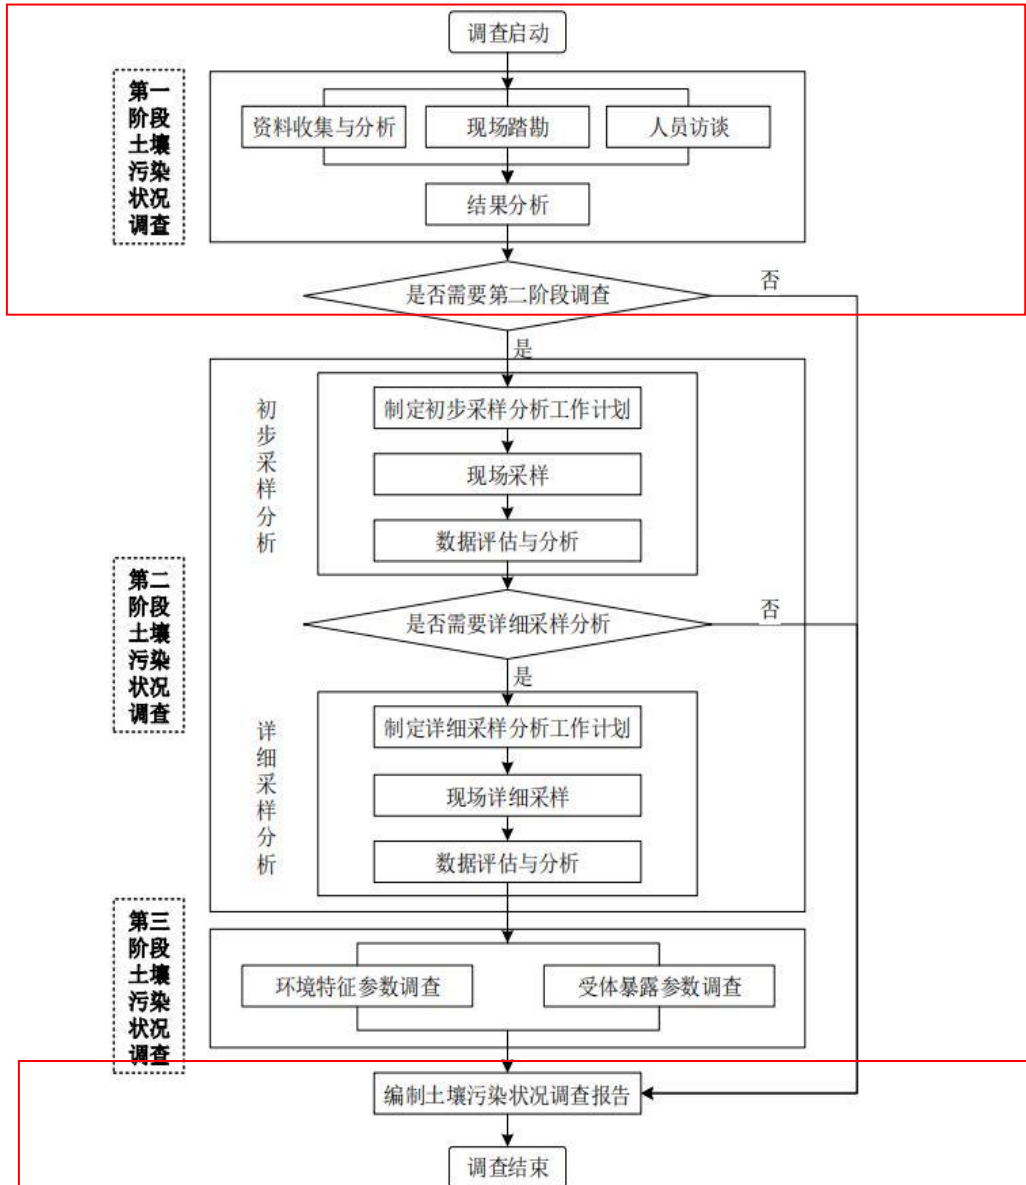 调查启动
第一
阶段
土壤
污染
状况
调查
资料收集与分析
现场踏勘
人员访谈
结果分析
是否需要第二阶段调查
否
是
初步采样分析
制定初步采样分析工作计划
现场采样
数据评估与分析
第二
阶段
土壤
污染
状况
调查
是否需要详细采样分析
否
是
详细采样分析
制定详细采样分析工作计划
现场详细采样
数据评估与分析
第三
阶段
土壤
污染
状况
调查
环境特征参数调查
受体暴露参数调查
编制土壤污染状况调查报告
调查结束